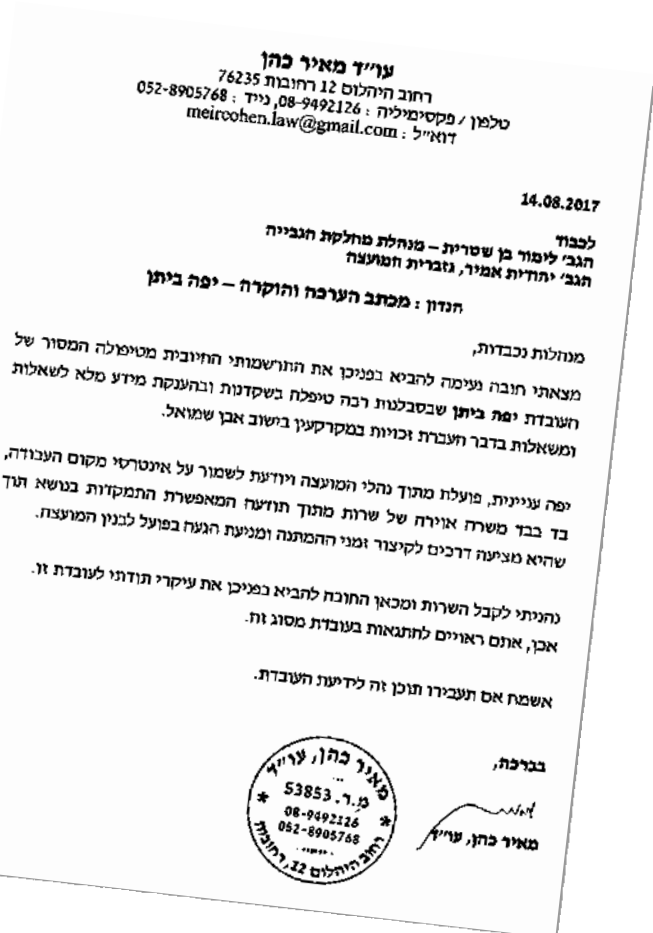 עו״ד מאיר כהן
רחוב היהלום 12 רחובות 76235
טלפון / פקסימיליה : 08-9492126, נייד : 052-8905768
דוא״ל : meircohen.law@gmail.com
14.08.2017
לכבוד
הגב׳ לימור בן שטרית – מנהלת מחלקת הגבייה
הגב׳ יהודית אמיר, גזברית המועצה
הנדון : מכתב הערכה והוקרה – יפה ביתן
מנהלות נכבדות,
מצאתי חובה נעימה להביא בפניכן את התרשמותי החיובית מטיפולה המסור של
העובדת יפה ביתן שבסבלנות רבה טיפלה בשקדנות ובהענקת מידע מלא לשאלות
ומשאלות בדבר העברת זכויות במקרקעין בישוב אבן שמואל.
יפה עניינית, פועלת מתוך נהלי המועצה ויודעת לשמור על אינטרסי מקום העבודה,
בד בבד משרה אוירה של שרות מתוך תודעה המאפשרת התמקדות בנושא תוך
שהיא מציעה דרכים לקיצור זמני ההמתנה ומניעת הגעה בפועל לבנין המועצה.
נהניתי לקבל השרות ומכאן החובה להביא בפניכן את עיקרי תודתי לעובדת זו.
אכן, אתם ראויים להתגאות בעובדת מסוג זה.
אשמח אם תעבירו תוכן זה לידיעת העובדת.
בברכה,
מאיר כהן, עו״ד
מאיר כהן, עו״ד
מ.ר. 53853
08-9492126
052-8905768
רחוב היהלום 12, רחובות